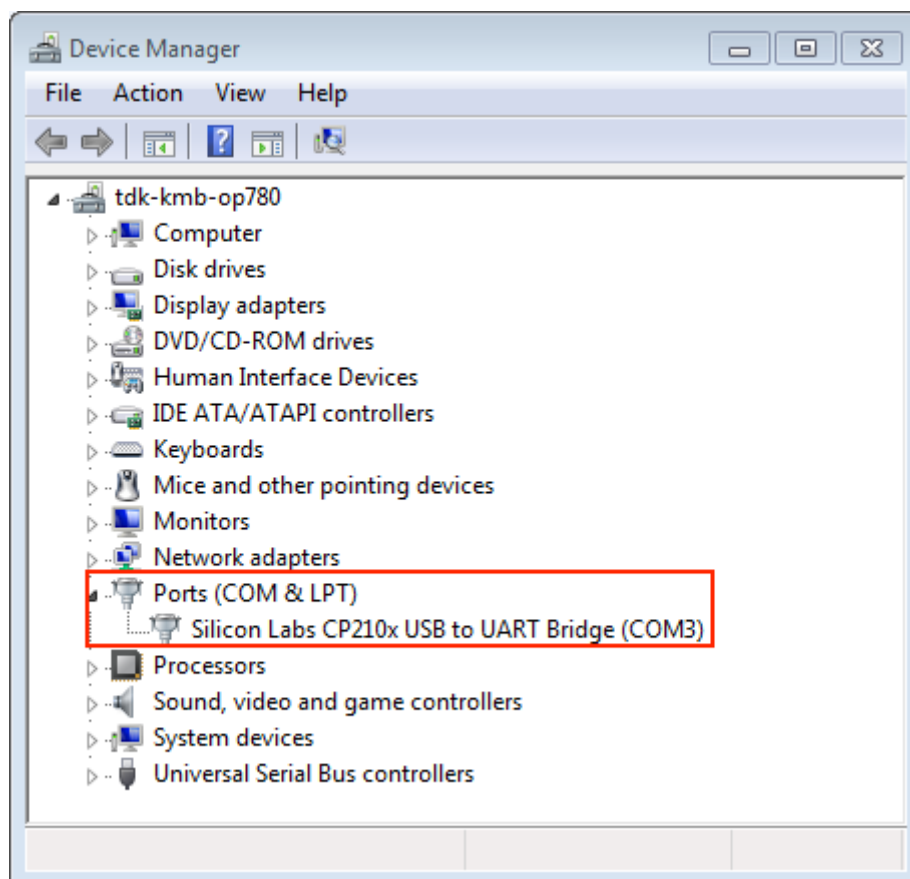 Device Manager
File Action View Help
tdk-kmb-op780
Computer
Disk drives
Display adapters
DVD/CD-ROM drives
Human Interface Devices
IDE ATA/ATAPI controllers
Keyboards
Mice and other pointing devices
Monitors
Network adapters
Ports (COM & LPT)
Silicon Labs CP210x USB to UART Bridge (COM3)
Processors
Sound, video and game controllers
System devices
Universal Serial Bus controllers